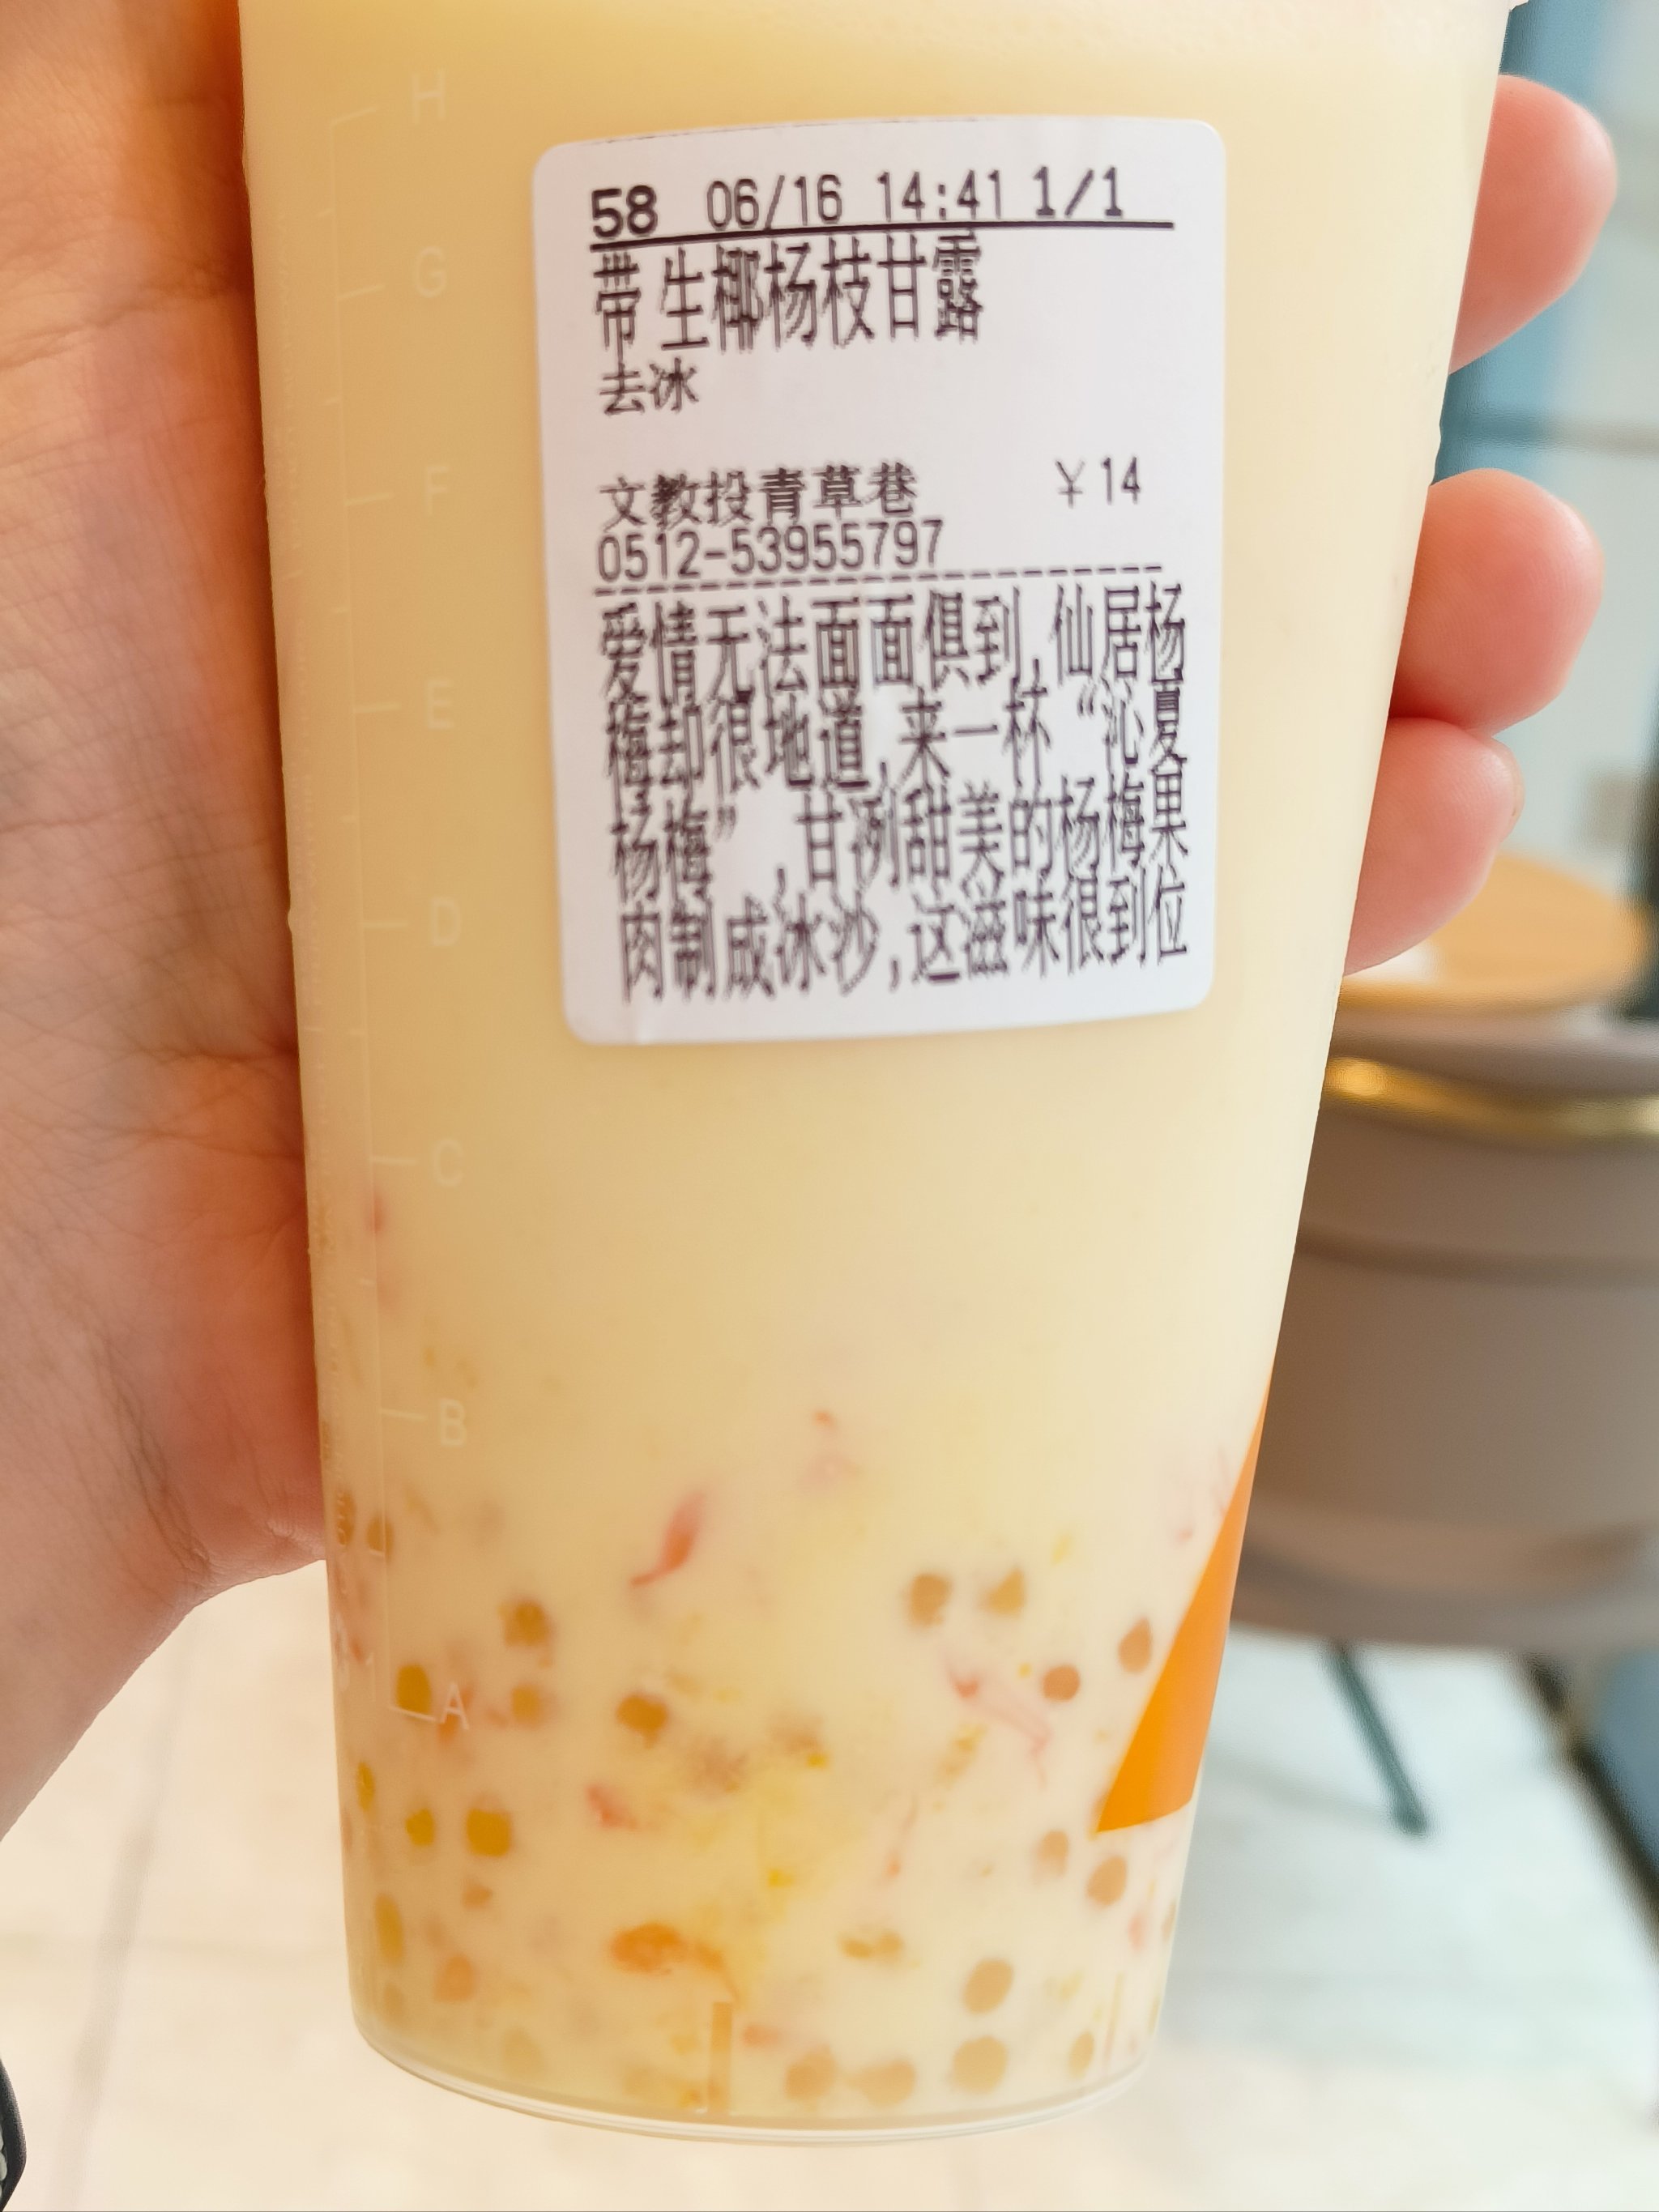 58 06/16 14:41 1/1
带 生椰杨枝甘露
去冰
文教投青草巷 ¥14
0512-53955797
爱情无法面面俱到,仙居杨
梅却很地道,来一杯“沁夏
杨梅”,甘冽甜美的杨梅果
肉制成冰沙,这滋味很到位
H
G
F
E
D
C
B
A